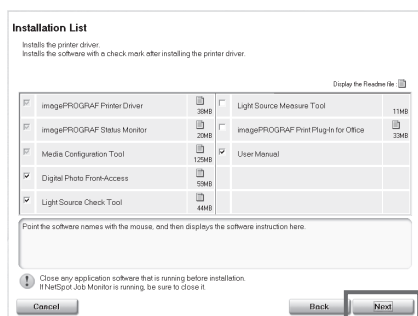 Installation List
Installs the printer driver.
Installs the software with a check mark after installing the printer driver.
Display the Readme file
imagePROGRAF Printer Driver
38MB
Light Source Measure Tool
11MB
imagePROGRAF Status Monitor
20MB
imagePROGRAF Print Plug-In for Office
33MB
Media Configuration Tool
125MB
User Manual
Digital Photo Front-Access
59MB
Light Source Check Tool
44MB
Point the software names with the mouse, and then displays the software instruction here.
Close any application software that is running before installation.
If NetSpot Job Monitor is running, be sure to close it.
Cancel
Back
Next